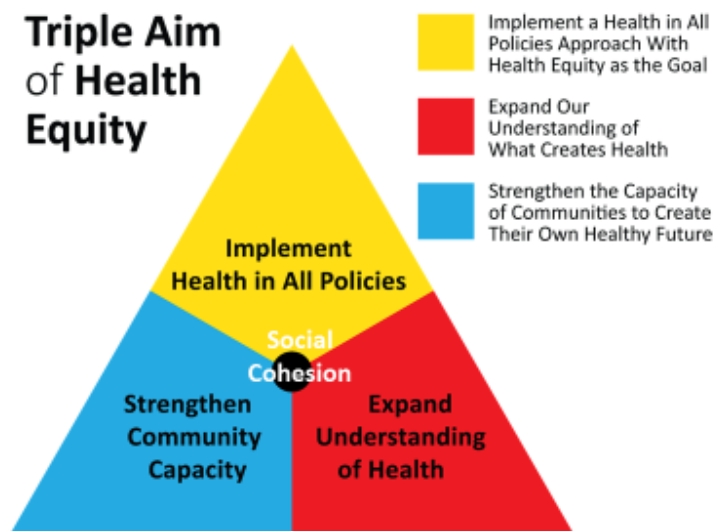 Triple Aim
of Health
Equity
Implement a Health in All
Policies Approach With
Health Equity as the Goal
Expand Our
Understanding of
What Creates Health
Strengthen the Capacity
of Communities to Create
Their Own Healthy Future
Implement
Health in All Policies
Social
Cohesion
Strengthen
Community
Capacity
Expand
Understanding
of Health